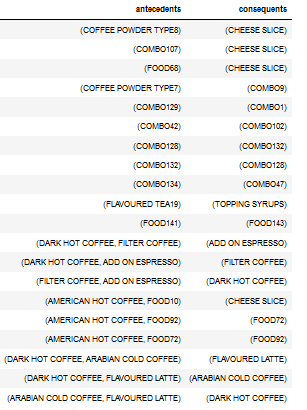 antecedents consequents
(COFFEE POWDER TYPE8) (CHEESE SLICE)
(COMBO107) (CHEESE SLICE)
(FOOD68) (CHEESE SLICE)
(COFFEE POWDER TYPE7) (COMBO9)
(COMBO129) (COMBO1)
(COMBO42) (COMBO102)
(COMBO128) (COMBO132)
(COMBO132) (COMBO128)
(COMBO134) (COMBO47)
(FLAVOURED TEA19) (TOPPING SYRUPS)
(FOOD141) (FOOD143)
(DARK HOT COFFEE, FILTER COFFEE) (ADD ON ESPRESSO)
(DARK HOT COFFEE, ADD ON ESPRESSO) (FILTER COFFEE)
(FILTER COFFEE, ADD ON ESPRESSO) (DARK HOT COFFEE)
(AMERICAN HOT COFFEE, FOOD10) (CHEESE SLICE)
(AMERICAN HOT COFFEE, FOOD92) (FOOD72)
(AMERICAN HOT COFFEE, FOOD72) (FOOD92)
(DARK HOT COFFEE, ARABIAN COLD COFFEE) (FLAVOURED LATTE)
(DARK HOT COFFEE, FLAVOURED LATTE) (ARABIAN COLD COFFEE)
(ARABIAN COLD COFFEE, FLAVOURED LATTE) (DARK HOT COFFEE)